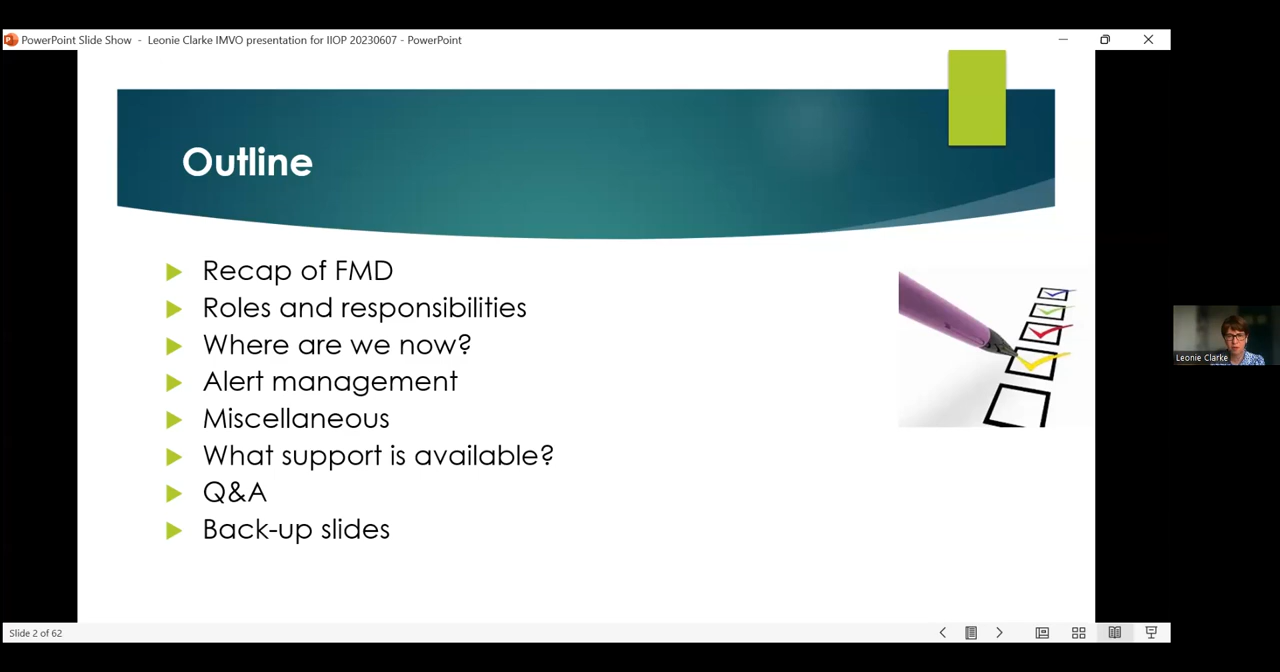 PowerPoint Slide Show - Leonie Clarke IMVO presentation for IIOP 20230607 - PowerPoint
Outline
Recap of FMD
Roles and responsibilities
Where are we now?
Alert management
Miscellaneous
What support is available?
Q&A
Back-up slides
Leonie Clarke
Slide 2 of 62